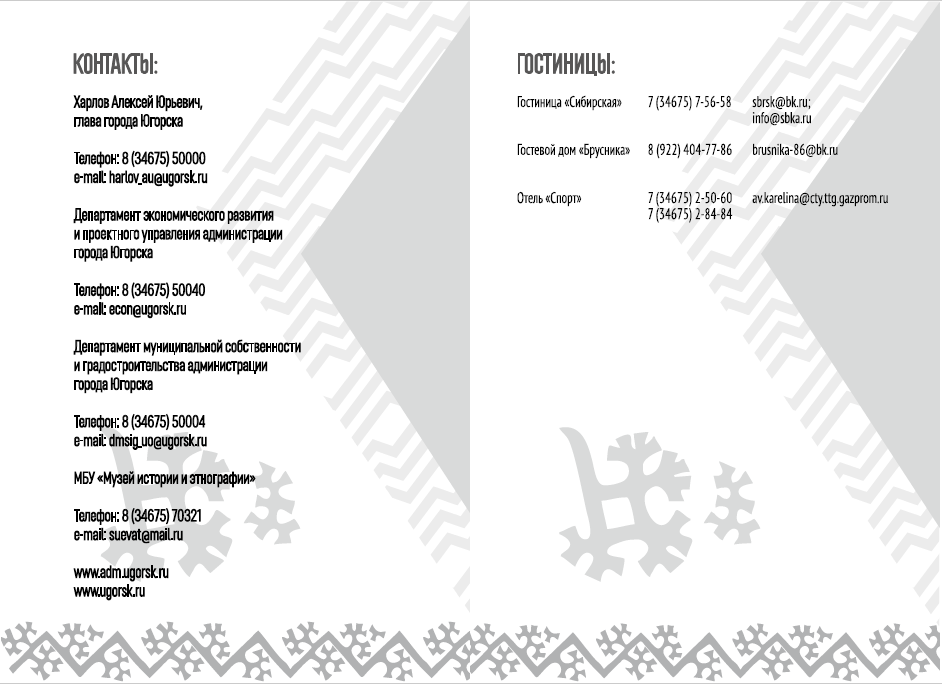 КОНТАКТЫ:
Харлов Алексей Юрьевич,
глава города Югорска
Телефон: 8 (34675) 50000
e-mail: harlov_au@ugorsk.ru
Департамент экономического развития
и проектного управления администрации
города Югорска
Телефон: 8 (34675) 50040
e-mail: econ@ugorsk.ru
Департамент муниципальной собственности
и градостроительства администрации
города Югорска
Телефон: 8 (34675) 50004
e-mail: dmsig_uo@ugorsk.ru
МБУ «Музей истории и этнографии»
Телефон: 8 (34675) 70321
e-mail: suevat@mail.ru
www.adm.ugorsk.ru
www.ugorsk.ru
ГОСТИНИЦЫ:
Гостиница «Сибирская» 7 (34675) 7-56-58 sbrsk@bk.ru;
info@sbka.ru
Гостевой дом «Брусника» 8 (922) 404-77-86 brusnika-86@bk.ru
Отель «Спорт» 7 (34675) 2-50-60 av.karelina@cty.ttg.gazprom.ru
7 (34675) 2-84-84